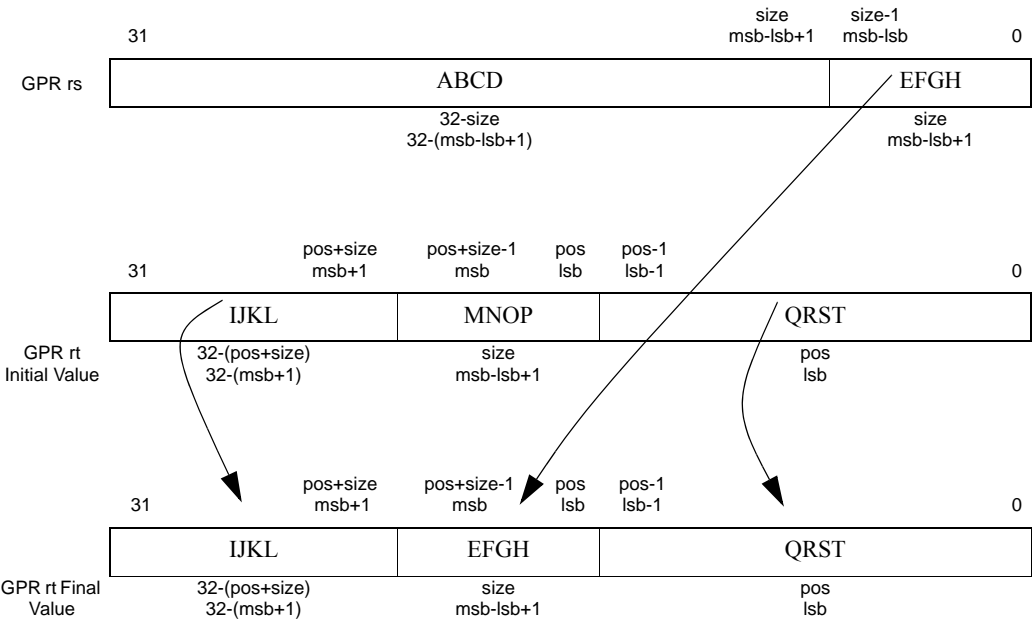 size size-1
31 msb-lsb+1 msb-lsb 0
GPR rs ABCD EFGH
32-size size
32-(msb-lsb+1) msb-lsb+1
pos+size pos+size-1 pos pos-1
31 msb+1 msb lsb lsb-1 0
IJKL MNOP QRST
GPR rt 32-(pos+size) size pos
Initial Value 32-(msb+1) msb-lsb+1 lsb
pos+size pos+size-1 pos pos-1
31 msb+1 msb lsb lsb-1 0
IJKL EFGH QRST
GPR rt Final 32-(pos+size) size pos
Value 32-(msb+1) msb-lsb+1 lsb